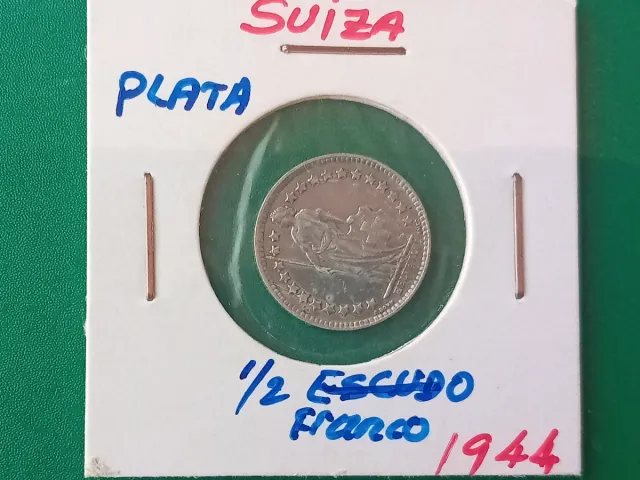 SUIZA
PLATA
1/2 ESCUDO
Franco
1944